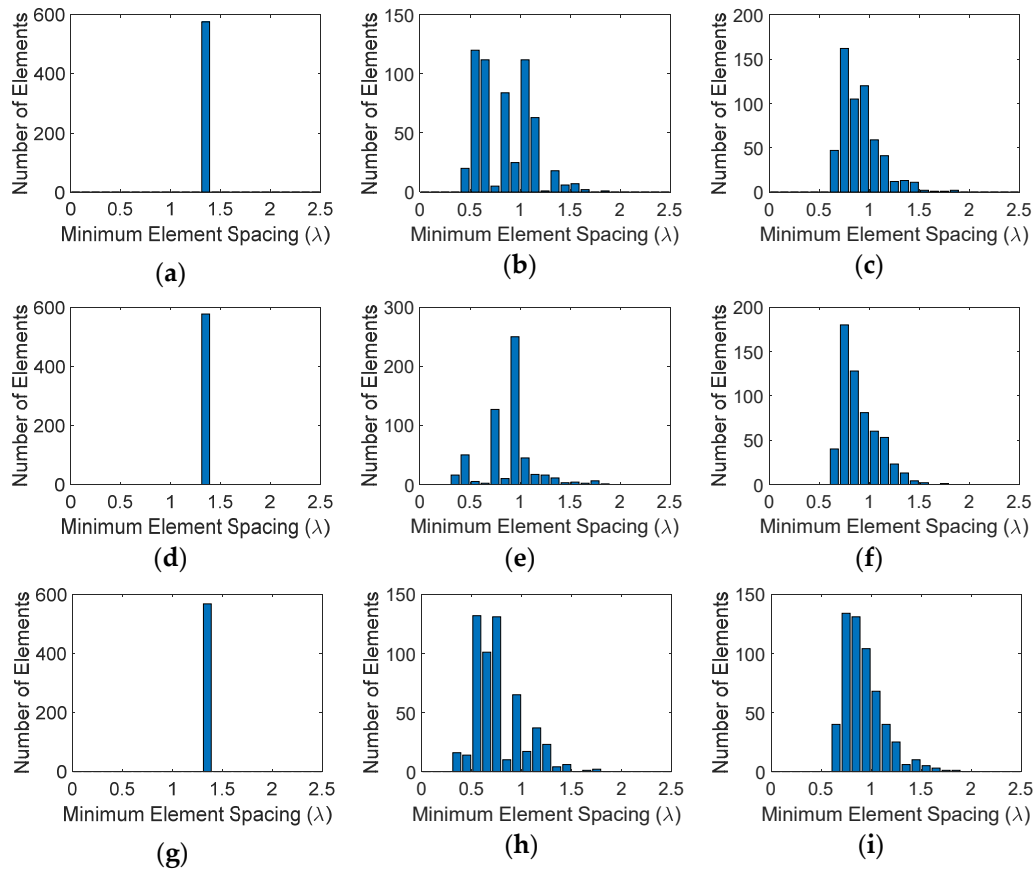 600
400
200
0
Number of Elements
0 0.5 1 1.5 2 2.5
Minimum Element Spacing (λ)
(a)
150
100
50
0
Number of Elements
0 0.5 1 1.5 2 2.5
Minimum Element Spacing (λ)
(b)
200
150
100
50
0
Number of Elements
0 0.5 1 1.5 2 2.5
Minimum Element Spacing (λ)
(c)
600
400
200
0
Number of Elements
0 0.5 1 1.5 2 2.5
Minimum Element Spacing (λ)
(d)
300
200
100
0
Number of Elements
0 0.5 1 1.5 2 2.5
Minimum Element Spacing (λ)
(e)
200
150
100
50
0
Number of Elements
0 0.5 1 1.5 2 2.5
Minimum Element Spacing (λ)
(f)
600
400
200
0
Number of Elements
0 0.5 1 1.5 2 2.5
Minimum Element Spacing (λ)
(g)
150
100
50
0
Number of Elements
0 0.5 1 1.5 2 2.5
Minimum Element Spacing (λ)
(h)
150
100
50
0
Number of Elements
0 0.5 1 1.5 2 2.5
Minimum Element Spacing (λ)
(i)